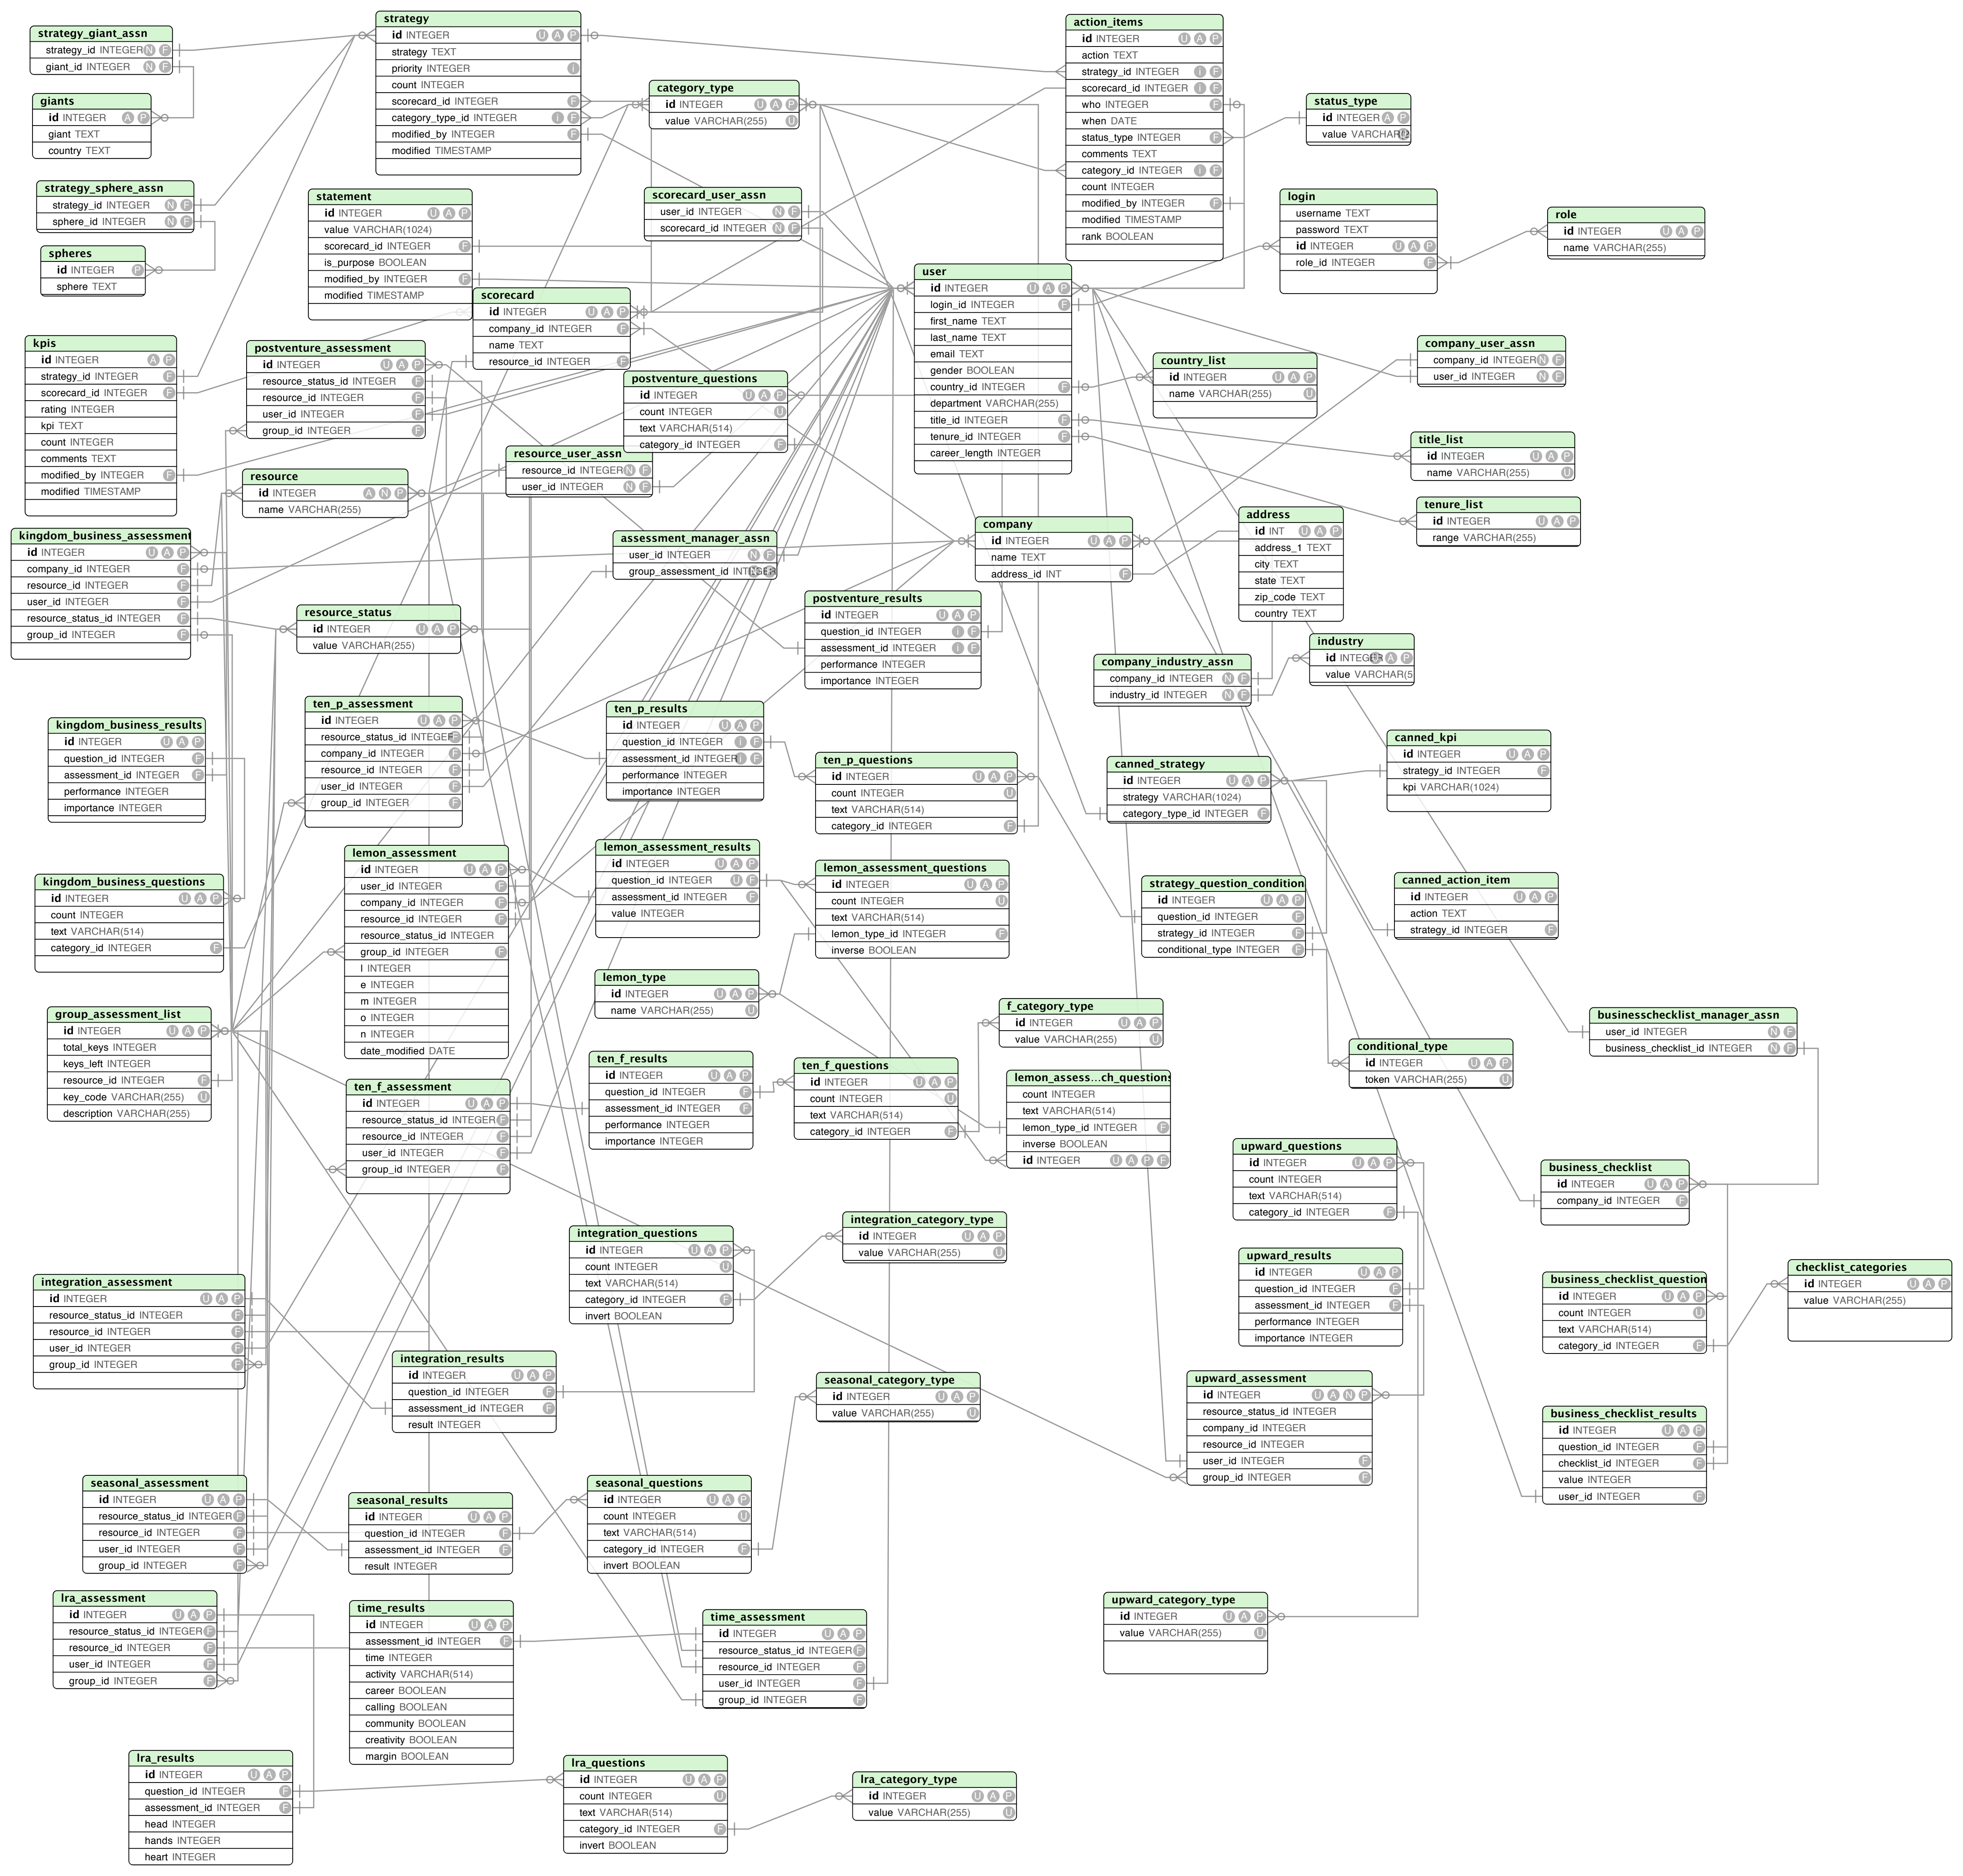 strategy_giant_assn
strategy_id INTEGER N F
giant_id INTEGER N F
giants
id INTEGER A P
giant TEXT
country TEXT
strategy_sphere_assn
strategy_id INTEGER N F
sphere_id INTEGER N F
spheres
id INTEGER P
sphere TEXT
kpis
id INTEGER A P
strategy_id INTEGER F
scorecard_id INTEGER F
rating INTEGER
kpi TEXT
count INTEGER
comments TEXT
modified_by INTEGER F
modified TIMESTAMP
strategy
id INTEGER U A P
strategy TEXT
priority INTEGER i
count INTEGER
scorecard_id INTEGER F
category_type_id INTEGER i F
modified_by INTEGER F
modified TIMESTAMP
category_type
id INTEGER U A P
value VARCHAR(255) U
statement
id INTEGER U A P
value VARCHAR(1024)
scorecard_id INTEGER F
is_purpose BOOLEAN
modified_by INTEGER F
modified TIMESTAMP
scorecard_user_assn
user_id INTEGER N F
scorecard_id INTEGER N F
scorecard
id INTEGER U A P
company_id INTEGER F
name TEXT
resource_id INTEGER F
action_items
id INTEGER U A P
action TEXT
strategy_id INTEGER i F
scorecard_id INTEGER i F
who INTEGER F
when DATE
status_type INTEGER F
comments TEXT
category_id INTEGER i F
count INTEGER
modified_by INTEGER F
modified TIMESTAMP
rank BOOLEAN
status_type
id INTEGER A P
value VARCHAR
login
username TEXT
password TEXT
id INTEGER U A P
role_id INTEGER F
role
id INTEGER U A P
name VARCHAR(255)
user
id INTEGER U A P
login_id INTEGER F
first_name TEXT
last_name TEXT
email TEXT
gender BOOLEAN
country_id INTEGER F
department VARCHAR(255)
title_id INTEGER F
tenure_id INTEGER F
career_length INTEGER
country_list
id INTEGER U A P
name VARCHAR(255) U
company_user_assn
company_id INTEGER N F
user_id INTEGER N F
title_list
id INTEGER U A P
name VARCHAR(255) U
tenure_list
id INTEGER U A P
range VARCHAR(255)
postventure_assessment
id INTEGER U A P
resource_status_id INTEGER F
resource_id INTEGER F
user_id INTEGER F
group_id INTEGER F
postventure_questions
id INTEGER U A P
count INTEGER U
text VARCHAR(514)
category_id INTEGER F
resource_user_assn
resource_id INTEGER N F
user_id INTEGER N F
resource
id INTEGER A N P
name VARCHAR(255)
kingdom_business_assessment
id INTEGER U A P
company_id INTEGER F
resource_id INTEGER F
user_id INTEGER F
resource_status_id INTEGER F
group_id INTEGER F
assessment_manager_assn
user_id INTEGER N F
group_assessment_id INTEGER
company
id INTEGER U A P
name TEXT
address_id INT F
address
id INT U A P
address_1 TEXT
city TEXT
state TEXT
zip_code TEXT
country TEXT
industry
id INTEGER A P
value VARCHAR(5
company_industry_assn
company_id INTEGER N F
industry_id INTEGER N F
resource_status
id INTEGER U A P
value VARCHAR(255)
postventure_results
id INTEGER U A P
question_id INTEGER i F
assessment_id INTEGER i F
performance INTEGER
importance INTEGER
ten_p_assessment
id INTEGER U A P
resource_status_id INTEGER F
company_id INTEGER F
resource_id INTEGER F
user_id INTEGER F
group_id INTEGER F
ten_p_results
id INTEGER U A P
question_id INTEGER i F
assessment_id INTEGER i F
performance INTEGER
importance INTEGER
ten_p_questions
id INTEGER U A P
count INTEGER U
text VARCHAR(514)
category_id INTEGER F
canned_strategy
id INTEGER U A P
strategy VARCHAR(1024)
category_type_id INTEGER F
canned_kpi
id INTEGER U A P
strategy_id INTEGER F
kpi VARCHAR(1024)
kingdom_business_results
id INTEGER U A P
question_id INTEGER F
assessment_id INTEGER F
performance INTEGER
importance INTEGER
kingdom_business_questions
id INTEGER U A P
count INTEGER
text VARCHAR(514)
category_id INTEGER F
lemon_assessment
id INTEGER U A P
user_id INTEGER F
company_id INTEGER F
resource_id INTEGER F
resource_status_id INTEGER
group_id INTEGER F
l INTEGER
e INTEGER
m INTEGER
o INTEGER
n INTEGER
date_modified DATE
lemon_assessment_results
id INTEGER U A P
question_id INTEGER U F
assessment_id INTEGER F
value INTEGER
lemon_assessment_questions
id INTEGER U A P
count INTEGER U
text VARCHAR(514)
lemon_type_id INTEGER F
inverse BOOLEAN
strategy_question_condition
id INTEGER U A P
question_id INTEGER F
strategy_id INTEGER F
conditional_type INTEGER F
canned_action_item
id INTEGER U A P
action TEXT
strategy_id INTEGER F
lemon_type
id INTEGER U A P
name VARCHAR(255) U
f_category_type
id INTEGER U A P
value VARCHAR(255) U
group_assessment_list
id INTEGER U A P
total_keys INTEGER
keys_left INTEGER
resource_id INTEGER F
key_code VARCHAR(255) U
description VARCHAR(255)
ten_f_assessment
id INTEGER U A P
resource_status_id INTEGER F
resource_id INTEGER F
user_id INTEGER F
group_id INTEGER F
ten_f_results
id INTEGER U A P
question_id INTEGER F
assessment_id INTEGER F
performance INTEGER
importance INTEGER
ten_f_questions
id INTEGER U A P
count INTEGER U
text VARCHAR(514)
category_id INTEGER F
lemon_assess...ch_questions
count INTEGER
text VARCHAR(514)
lemon_type_id INTEGER F
inverse BOOLEAN
id INTEGER U A P F
conditional_type
id INTEGER U A P
token VARCHAR(255) U
businesschecklist_manager_assn
user_id INTEGER N F
business_checklist_id INTEGER N F
upward_questions
id INTEGER U A P
count INTEGER
text VARCHAR(514)
category_id INTEGER F
business_checklist
id INTEGER U A P
company_id INTEGER F
integration_questions
id INTEGER U A P
count INTEGER U
text VARCHAR(514)
category_id INTEGER F
invert BOOLEAN
integration_category_type
id INTEGER U A P
value VARCHAR(255) U
upward_results
id INTEGER U A P
question_id INTEGER F
assessment_id INTEGER F
performance INTEGER
importance INTEGER
business_checklist_question
id INTEGER U A P
count INTEGER U
text VARCHAR(514)
category_id INTEGER F
checklist_categories
id INTEGER U A P
value VARCHAR(255)
integration_assessment
id INTEGER U A P
resource_status_id INTEGER F
resource_id INTEGER F
user_id INTEGER F
group_id INTEGER F
integration_results
id INTEGER U A P
question_id INTEGER F
assessment_id INTEGER F
result INTEGER
seasonal_category_type
id INTEGER U A P
value VARCHAR(255) U
upward_assessment
id INTEGER U A N P
resource_status_id INTEGER
company_id INTEGER
resource_id INTEGER
user_id INTEGER F
group_id INTEGER F
business_checklist_results
id INTEGER U A P
question_id INTEGER F
checklist_id INTEGER F
value INTEGER
user_id INTEGER F
seasonal_assessment
id INTEGER U A P
resource_status_id INTEGER F
resource_id INTEGER F
user_id INTEGER F
group_id INTEGER F
seasonal_results
id INTEGER U A P
question_id INTEGER F
assessment_id INTEGER F
result INTEGER
seasonal_questions
id INTEGER U A P
count INTEGER U
text VARCHAR(514)
category_id INTEGER F
invert BOOLEAN
lra_assessment
id INTEGER U A P
resource_status_id INTEGER F
resource_id INTEGER F
user_id INTEGER F
group_id INTEGER F
time_results
id INTEGER U A P
assessment_id INTEGER F
time INTEGER
activity VARCHAR(514)
career BOOLEAN
calling BOOLEAN
community BOOLEAN
creativity BOOLEAN
margin BOOLEAN
time_assessment
id INTEGER U A P
resource_status_id INTEGER F
resource_id INTEGER F
user_id INTEGER F
group_id INTEGER F
upward_category_type
id INTEGER U A P
value VARCHAR(255) U
lra_results
id INTEGER U A P
question_id INTEGER F
assessment_id INTEGER F
head INTEGER
hands INTEGER
heart INTEGER
lra_questions
id INTEGER U A P
count INTEGER U
text VARCHAR(514)
category_id INTEGER F
invert BOOLEAN
lra_category_type
id INTEGER U A P
value VARCHAR(255) U